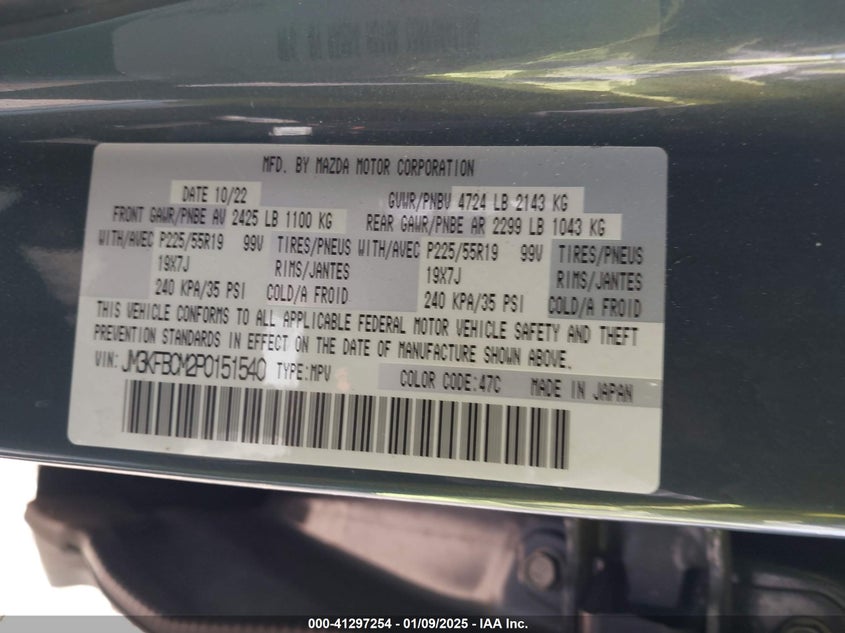 MFD. BY MAZDA MOTOR CORPORATION
DATE 10/22 GVWR/PNBV 4724 LB 2143 KG
FRONT GAWR/PNBE AV 2425 LB 1100 KG REAR GAWR/PNBE AR 2299 LB 1043 KG
WITH/AVEC P225/55R19 99V TIRES/PNEUS WITH/AVEC P225/55R19 99V TIRES/PNEUS
19X7J RIMS/JANTES 19X7J RIMS/JANTES
240 KPA/35 PSI COLD/A FROID 240 KPA/35 PSI COLD/A FROID
THIS VEHICLE CONFORMS TO ALL APPLICABLE FEDERAL MOTOR VEHICLE SAFETY AND THEFT
PREVENTION STANDARDS IN EFFECT ON THE DATE OF MANUFACTURE SHOWN ABOVE.
VIN: JM3KFBCM2P0151540 TYPE:MPV COLOR CODE:47C MADE IN JAPAN
000-41297254 - 01/09/2025 - IAA Inc.